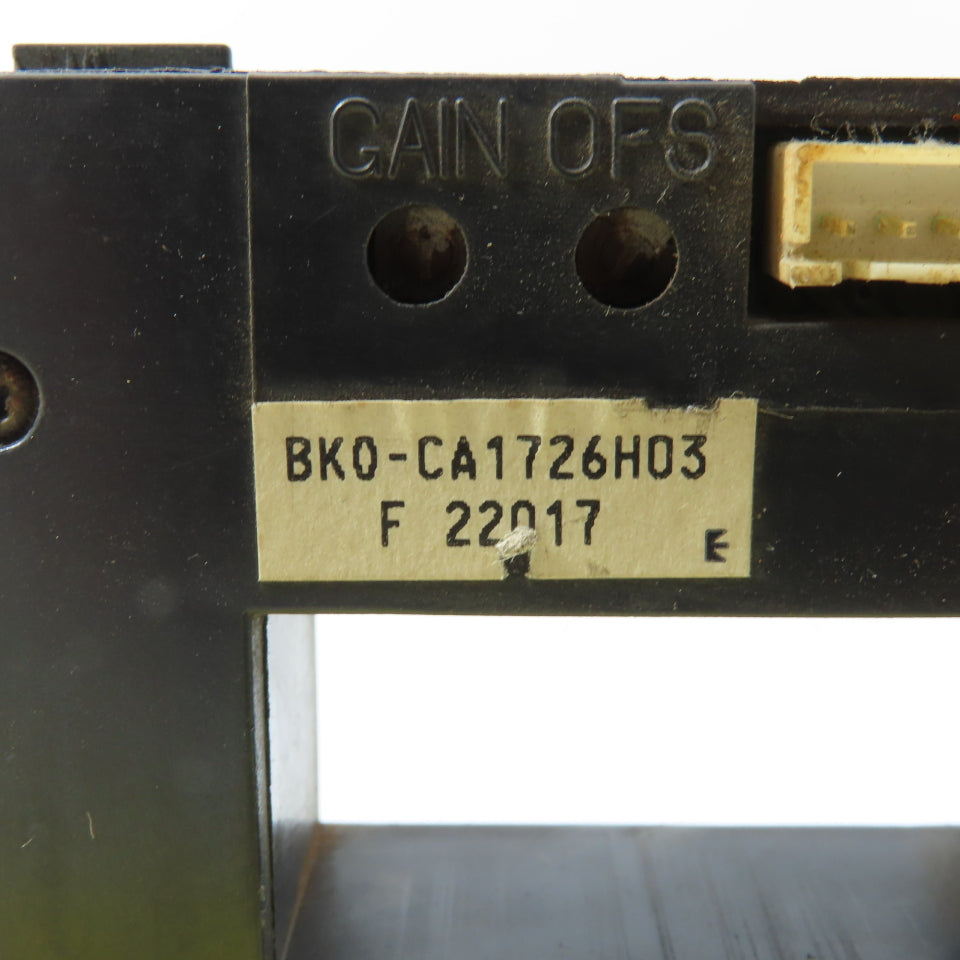 GAIN OFS
BKO-CA1726H03
F 22017
E